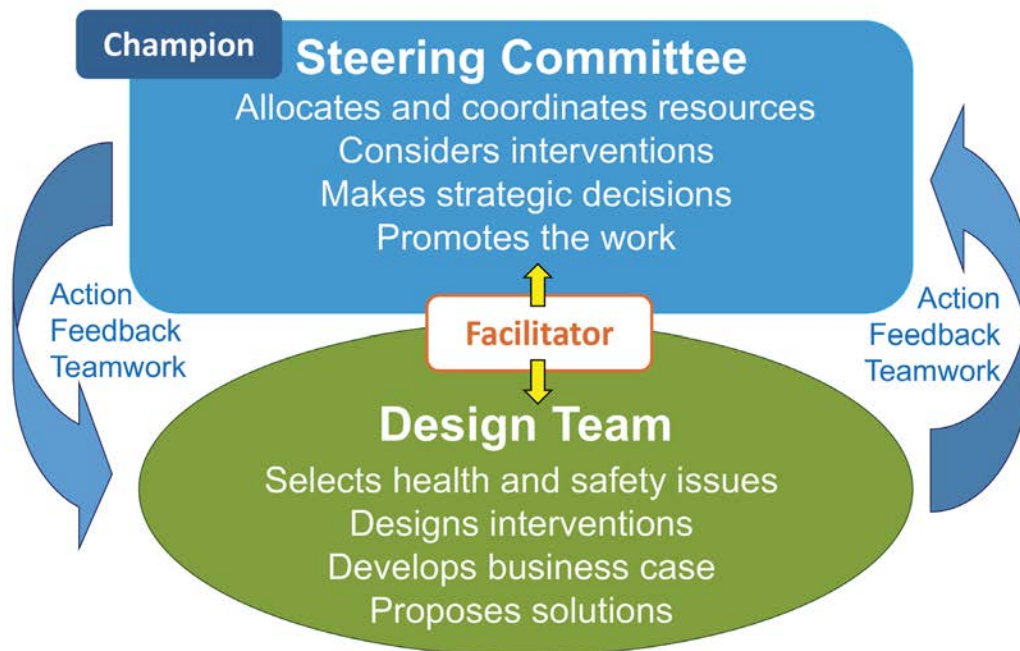 Champion
Steering Committee
Allocates and coordinates resources
Considers interventions
Makes strategic decisions
Promotes the work
Action
Feedback
Teamwork
Action
Feedback
Teamwork
Facilitator
Design Team
Selects health and safety issues
Designs interventions
Develops business case
Proposes solutions